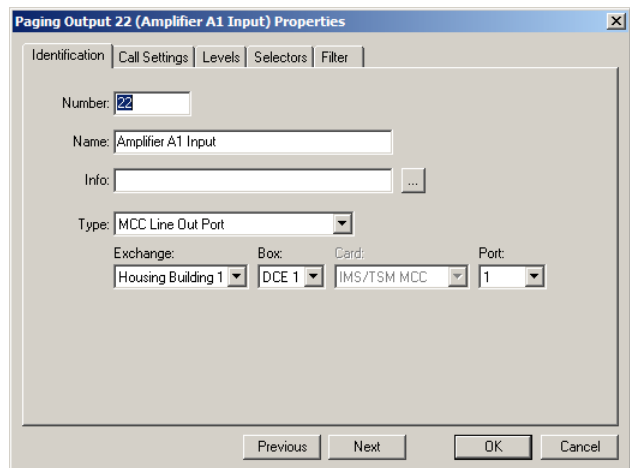 Paging Output 22 (Amplifier A1 Input) Properties
Identification Call Settings Levels Selectors Filter
Number: 22
Name: Amplifier A1 Input
Info: ...
Type: MCC Line Out Port
Exchange: Box: Card: Port:
Housing Building 1 DCE 1 IMS/TSM MCC 1
Previous Next OK Cancel